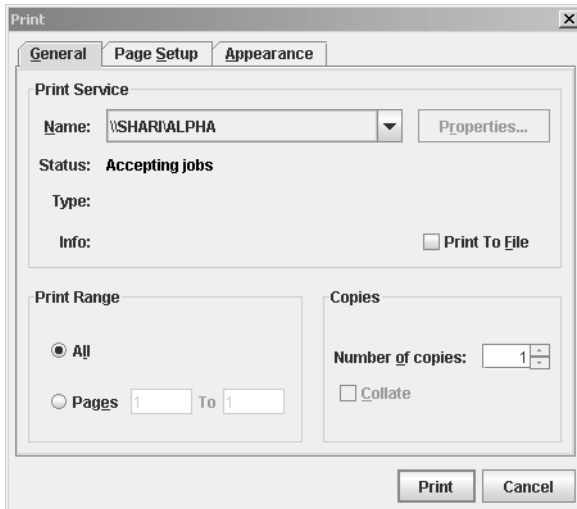 Print
General Page Setup Appearance
Print Service
Name: \\SHARI\ALPHA Properties...
Status: Accepting jobs
Type:
Info: Print To File
Print Range Copies
All
Number of copies: 1
Collate
Pages 1 To 1
Print Cancel